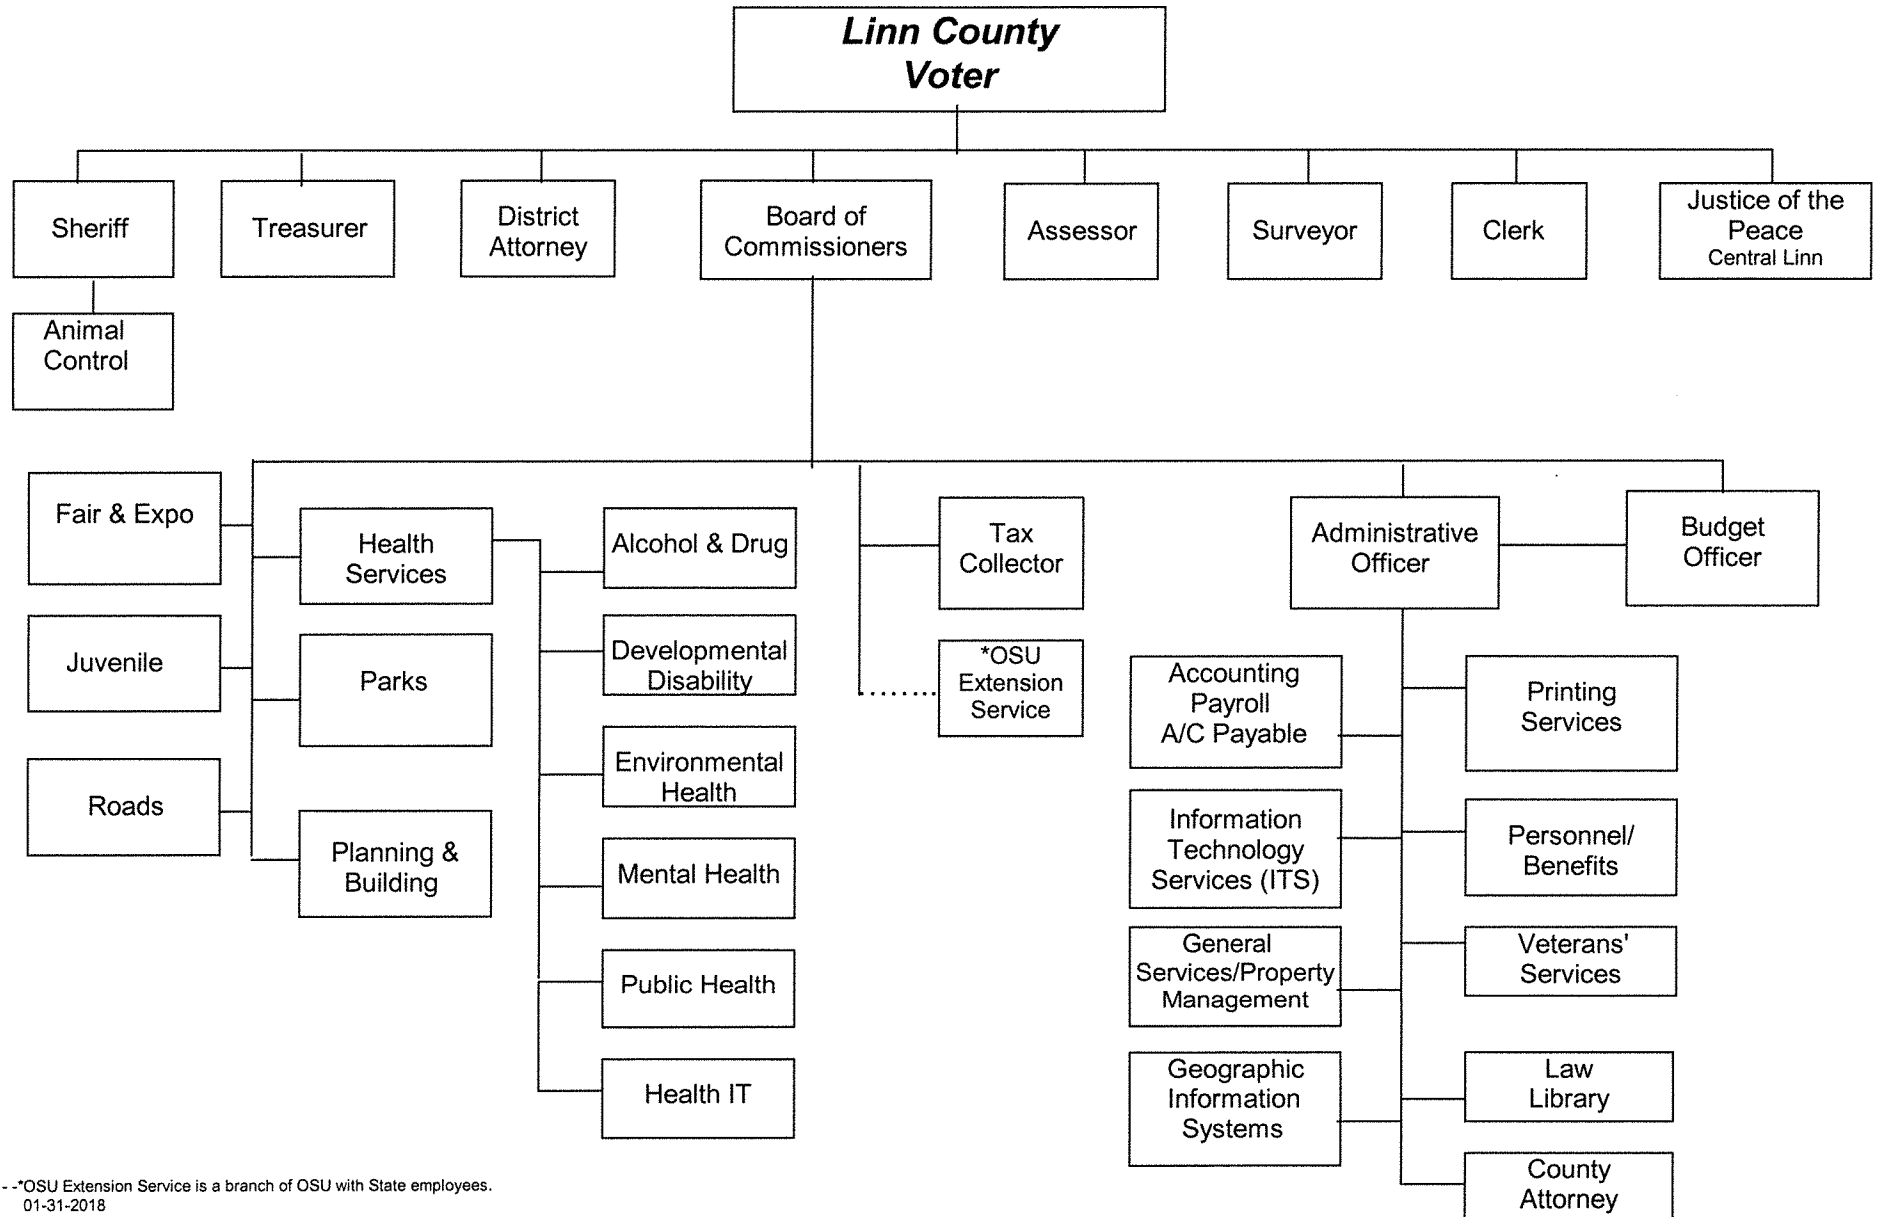 Linn County
Voter
Sheriff
Treasurer
District
Attorney
Board of
Commissioners
Assessor
Surveyor
Clerk
Justice of the
Peace
Central Linn
Animal
Control
Fair & Expo
Juvenile
Roads
Health
Services
Parks
Planning &
Building
Alcohol & Drug
Developmental
Disability
Environmental
Health
Mental Health
Public Health
Health IT
Tax
Collector
*OSU
Extension
Service
Administrative
Officer
Budget
Officer
Accounting
Payroll
A/C Payable
Information
Technology
Services (ITS)
General
Services/Property
Management
Geographic
Information
Systems
Printing
Services
Personnel/
Benefits
Veterans'
Services
Law
Library
County
Attorney
- -*OSU Extension Service is a branch of OSU with State employees.
01-31-2018